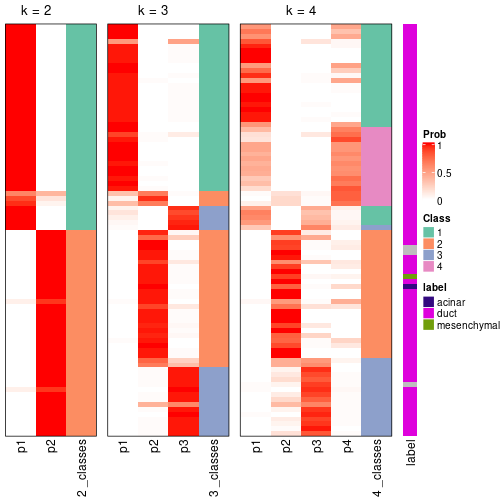 k = 2
k = 3
k = 4
Prob
1
0.5
0
Class
1
2
3
4
label
acinar
duct
mesenchymal
p1
p2
2_classes
p1
p2
p3
3_classes
p1
p2
p3
p4
4_classes
label